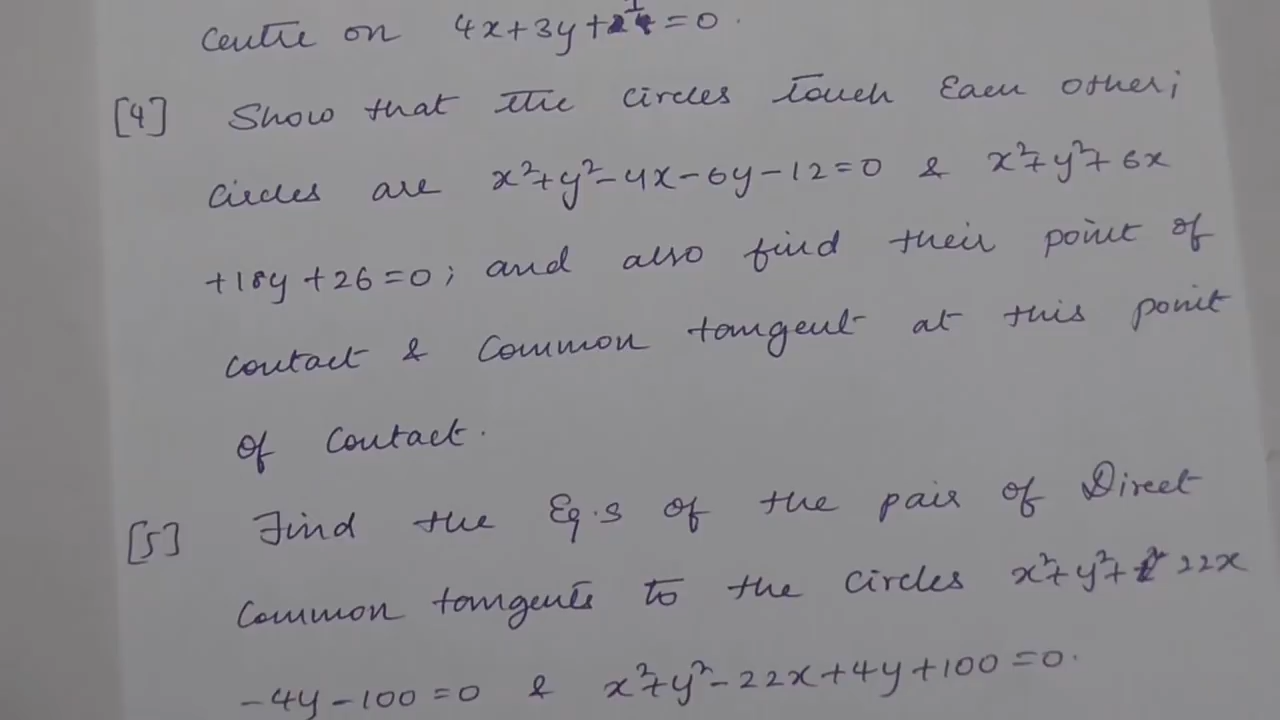 centre on 4x+3y+1=0.
[4] Show that the circles touch Each other;
circles are x²+y²-4x-6y-12=0 & x²+y²+6x
+18y+26=0; and also find their point of
contact & common tangent at this point
of contact.
[5] Find the Eq.s of the pair of Direct
common tangents to the circles x²+y²+22x
-4y-100=0 & x²+y²-22x+4y+100=0.